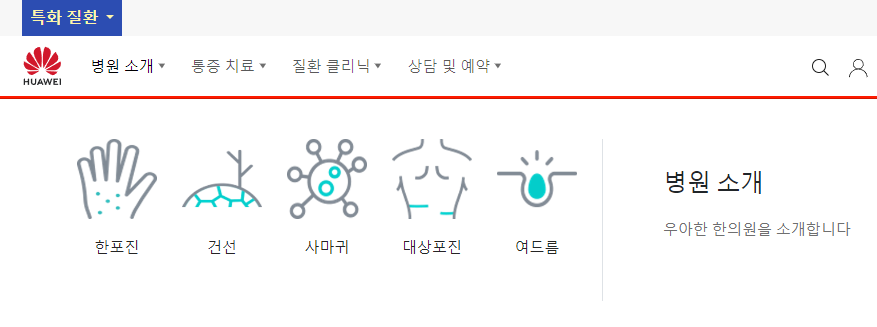 특화 질환
HUAWEI
병원 소개 통증 치료 질환 클리닉 상담 및 예약
한포진 건선 사마귀 대상포진 여드름
병원 소개
우아한 한의원을 소개합니다